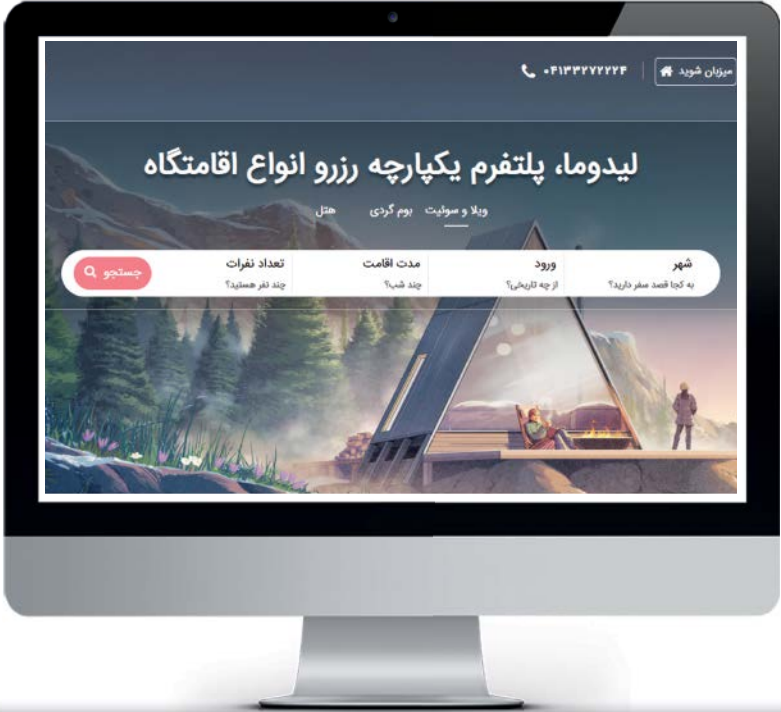 میزبان شوید
۰۴۱۳۳۲۷۲۲۲۴
لیدوما، پلتفرم یکپارچه رزرو انواع اقامتگاه
ویلا و سوئیت بوم گردی هتل
شهر ورود مدت اقامت تعداد نفرات
به کجا قصد سفر دارید؟ از چه تاریخی؟ چند شب؟ چند نفر هستید؟
جستجو